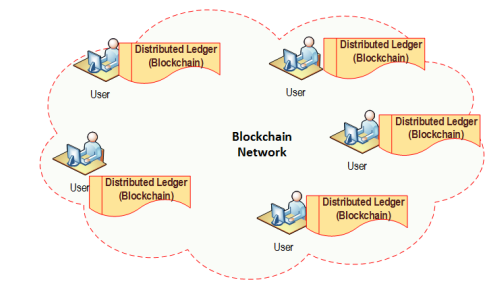 Distributed Ledger
(Blockchain)
User
Distributed Ledger
(Blockchain)
User
Blockchain
Network
Distributed Ledger
(Blockchain)
User
User
Distributed Ledger
(Blockchain)
Distributed Ledger
(Blockchain)
User